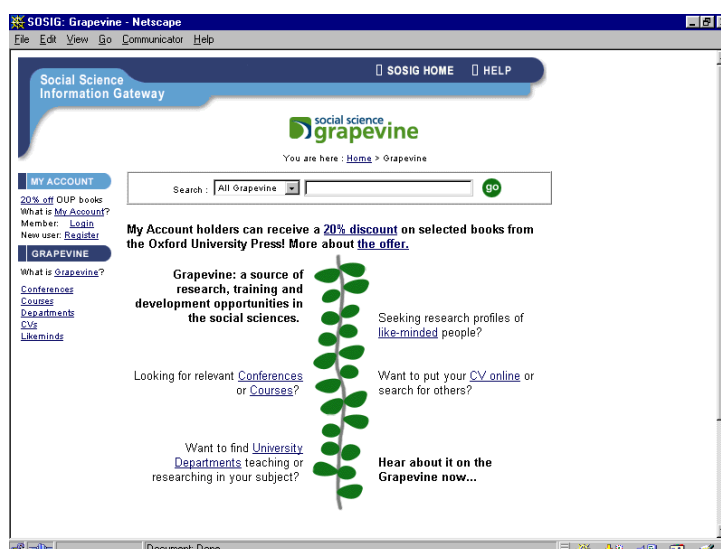 SOSIG: Grapevine - Netscape
File Edit View Go Communicator Help
Social Science
Information Gateway
SOSIG HOME HELP
social science
grapevine
You are here : Home > Grapevine
MY ACCOUNT
20% off OUP books
What is My Account?
Member: Login
New user: Register
GRAPEVINE
What is Grapevine?
Conferences
Courses
Departments
CVs
Likeminds
Search : All Grapevine go
My Account holders can receive a 20% discount on selected books from
the Oxford University Press! More about the offer.
Grapevine: a source of
research, training and
development opportunities in
the social sciences.
Seeking research profiles of
like-minded people?
Looking for relevant Conferences
or Courses?
Want to put your CV online or
search for others?
Want to find University
Departments teaching or
researching in your subject?
Hear about it on the
Grapevine now...
Document: Done